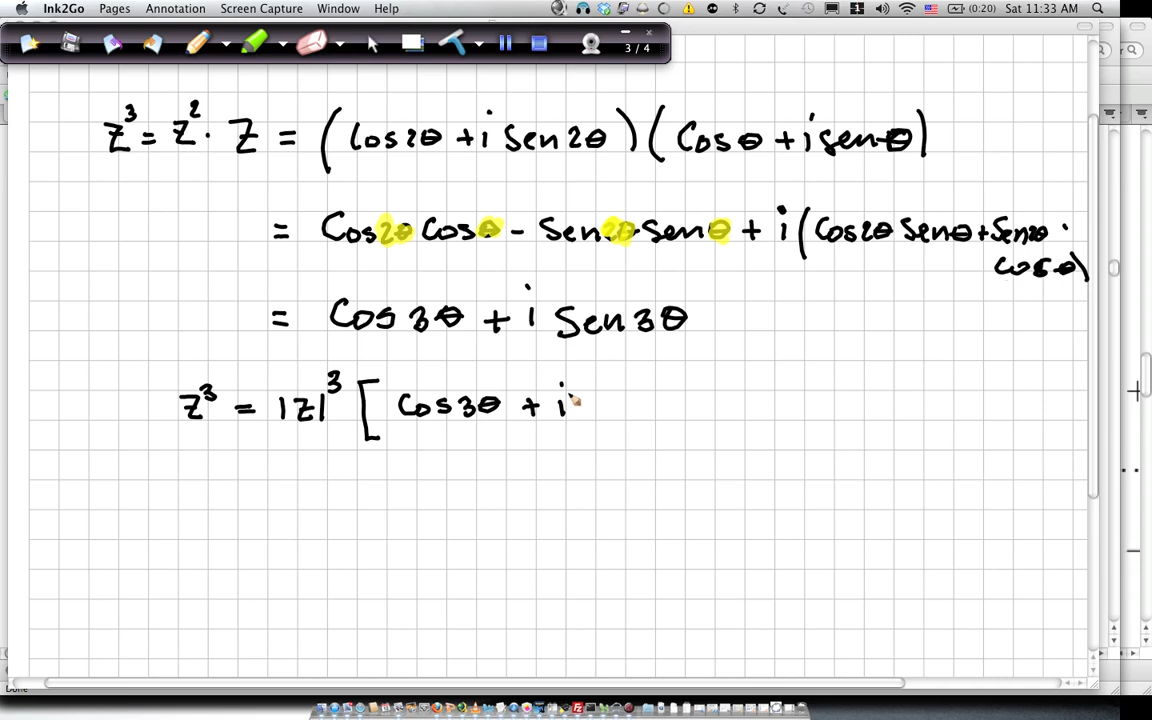 Ink2Go Pages Annotation Screen Capture Window Help (0:20) Sat 11:33 AM
3 / 4
z³ = z² · z = (Cos2θ + i Sen2θ)(Cosθ + i senθ)
= Cos2θ Cosθ - Sen2θ Senθ + i (Cos2θ Senθ + Sen2θ ·
Cosθ)
= Cos3θ + i Sen3θ
z³ = |z|³ [ Cos3θ + i
Done